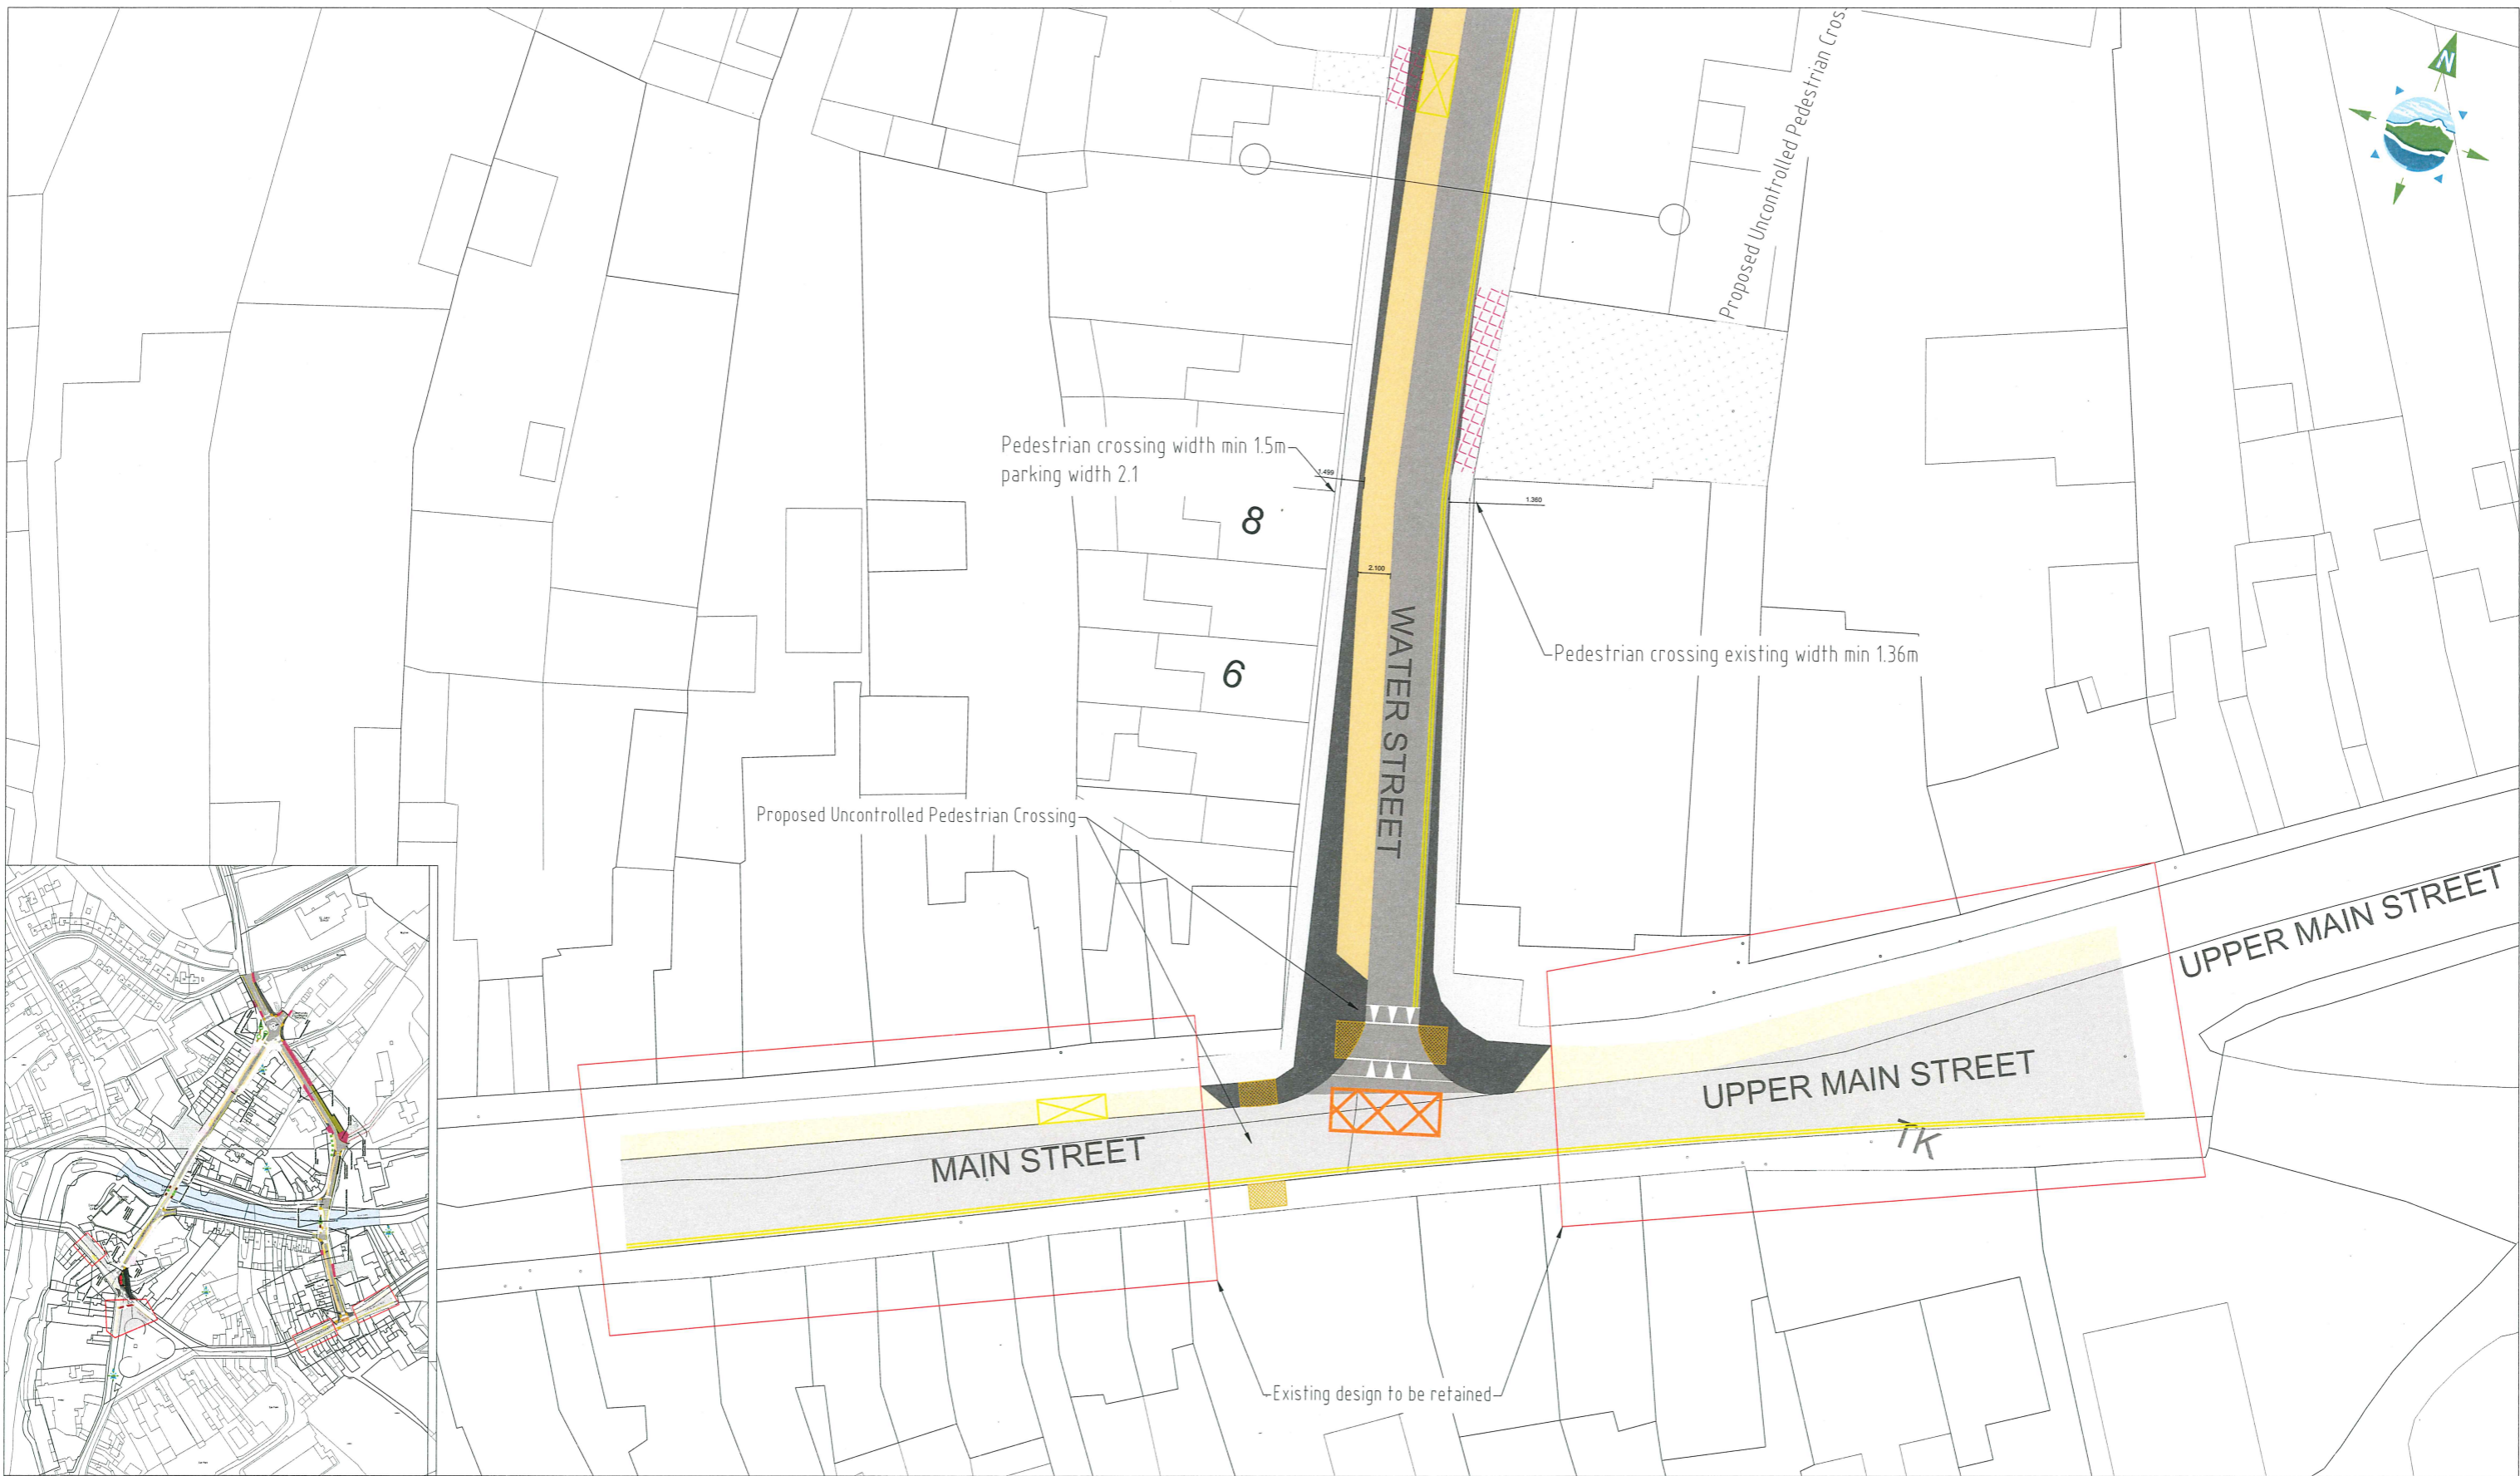 N
Proposed Uncontrolled Pedestrian Cros
Pedestrian crossing width min 1.5m
parking width 2.1
1.499
1.360
8
2.100
WATER STREET
Pedestrian crossing existing width min 1.36m
6
Proposed Uncontrolled Pedestrian Crossing
UPPER MAIN STREET
UPPER MAIN STREET
TK
MAIN STREET
Existing design to be retained